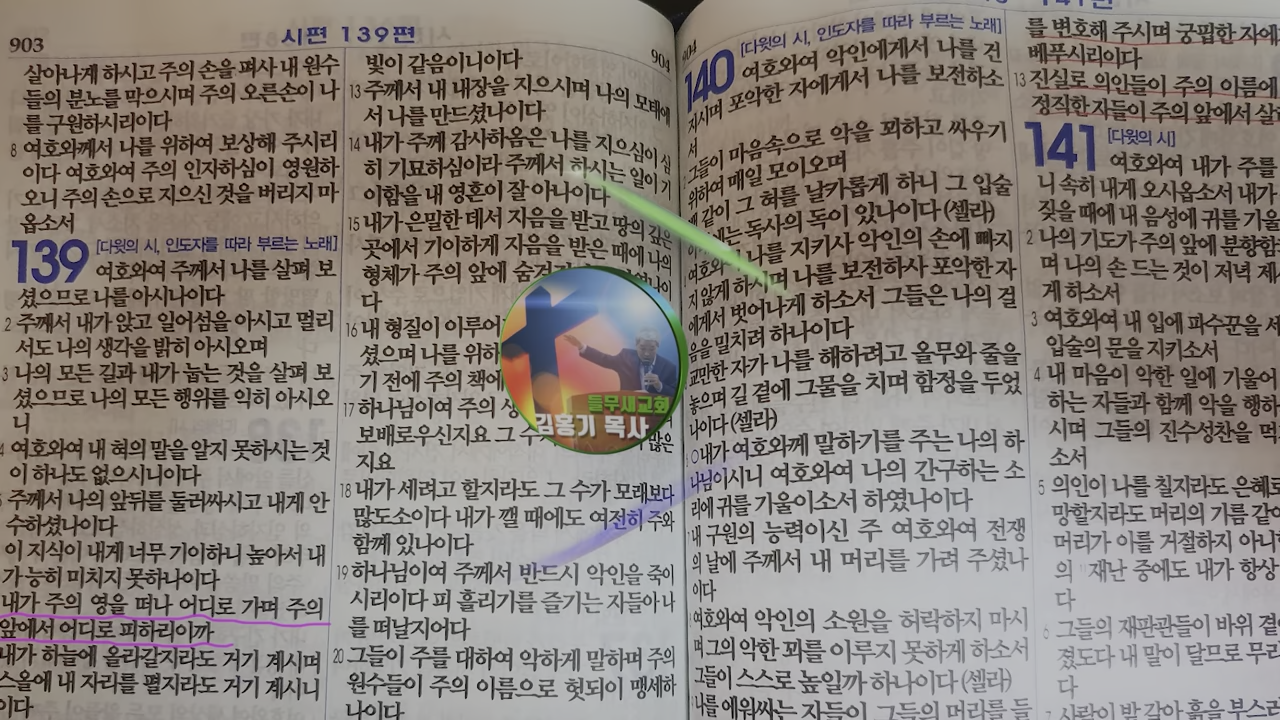 903
시편 139편
살아나게 하시고 주의 손을 펴사 내 원수
들의 분노를 막으시며 주의 오른손이 나
를 구원하시리이다
8 여호와께서 나를 위하여 보상해 주시리
이다 여호와여 주의 인자하심이 영원하
오니 주의 손으로 지으신 것을 버리지 마
옵소서
139 [다윗의 시, 인도자를 따라 부르는 노래]
여호와여 주께서 나를 살펴 보
셨으므로 나를 아시나이다
2 주께서 내가 앉고 일어섬을 아시고 멀리
서도 나의 생각을 밝히 아시오며
3 나의 모든 길과 내가 눕는 것을 살펴 보
셨으므로 나의 모든 행위를 익히 아시오
니
4 여호와여 내 혀의 말을 알지 못하시는 것
이 하나도 없으시니이다
주께서 나의 앞뒤를 둘러싸시고 내게 안
수하셨나이다
이 지식이 내게 너무 기이하니 높아서 내
가 능히 미치지 못하나이다
내가 주의 영을 떠나 어디로 가며 주의
앞에서 어디로 피하리이까
내가 하늘에 올라갈지라도 거기 계시며
스올에 내 자리를 펼지라도 거기 계시니
이다
904
빛이 같음이니이다
13 주께서 내 내장을 지으시며 나의 모태에
서 나를 만드셨나이다
14 내가 주께 감사하옴은 나를 지으심이 심
히 기묘하심이라 주께서 하시는 일이 기
이함을 내 영혼이 잘 아나이다
15 내가 은밀한 데서 지음을 받고 땅의 깊은
곳에서 기이하게 지음을 받은 때에 나의
형체가 주의 앞에
다
16 내 형질이 이루어
셨으며 나를 위하
기 전에 주의 책에
17 하나님이여 주의
보배로우신지요 그 많은
지요
18 내가 세려고 할지라도 그 수가 모래보다
많도소이다 내가 깰 때에도 여전히 주와
함께 있나이다
19 하나님이여 주께서 반드시 악인을 죽이
시리이다 피 흘리기를 즐기는 자들아 나
를 떠날지어다
20 그들이 주를 대하여 악하게 말하며 주의
원수들이 주의 이름으로 헛되이 맹세하
나이다
들무새교회
김홍기 목사
904
140 [다윗의 시, 인도자를 따라 부르는 노래]
여호와여 악인에게서 나를 건
지시며 포악한 자에게서 나를 보전하소
서
그들이 마음속으로 악을 꾀하고 싸우기
위하여 매일 모이오며
같이 그 혀를 날카롭게 하니 그 입술
에는 독사의 독이 있나이다 (셀라)
여호와여 나를 지키사 악인의 손에 빠지
지 않게 하시며 나를 보전하사 포악한 자
에게서 벗어나게 하소서 그들은 나의 걸
음을 밀치려 하나이다
교만한 자가 나를 해하려고 올무와 줄을
놓으며 길 곁에 그물을 치며 함정을 두었
나이다 (셀라)
내가 여호와께 말하기를 주는 나의 하
나님이시니 여호와여 나의 간구하는 소
리에 귀를 기울이소서 하였나이다
내 구원의 능력이신 주 여호와여 전쟁
의 날에 주께서 내 머리를 가려 주셨나
이다
여호와여 악인의 소원을 허락하지 마시
며 그의 악한 꾀를 이루지 못하게 하소서
그들이 스스로 높일까 하나이다 (셀라)
나를 에워싸는 자들이 그들의 머리를 들
를 변호해 주시며 궁핍한 자에
베푸시리이다
13 진실로 의인들이 주의 이름에
정직한 자들이 주의 앞에서 살
141 [다윗의 시]
여호와여 내가 주를
니 속히 내게 오시옵소서 내가
짖을 때에 내 음성에 귀를 기울
2 나의 기도가 주의 앞에 분향함
며 나의 손 드는 것이 저녁 제
게 하소서
3 여호와여 내 입에 파수꾼을 세
입술의 문을 지키소서
4 내 마음이 악한 일에 기울어
하는 자들과 함께 악을 행하
시며 그들의 진수성찬을 먹
소서
5 의인이 나를 칠지라도 은혜로
망할지라도 머리의 기름 같이
머리가 이를 거절하지 아니
의 재난 중에도 내가 항상
다
6 그들의 재판관들이 바위 곁에
졌도다 내 말이 달므로 무리
다
7 사람이 밭 갈아 흙을 부스러